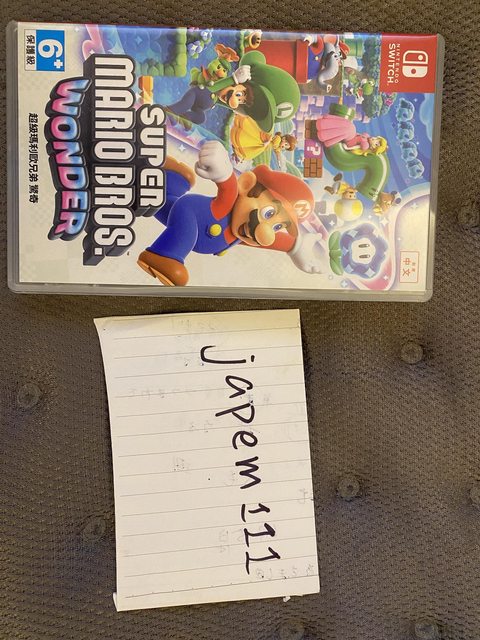 NINTENDO
SWITCH
6+
保護級
SUPER
MARIO BROS.
WONDER
超級瑪利歐兄弟 驚奇
中文
japem111